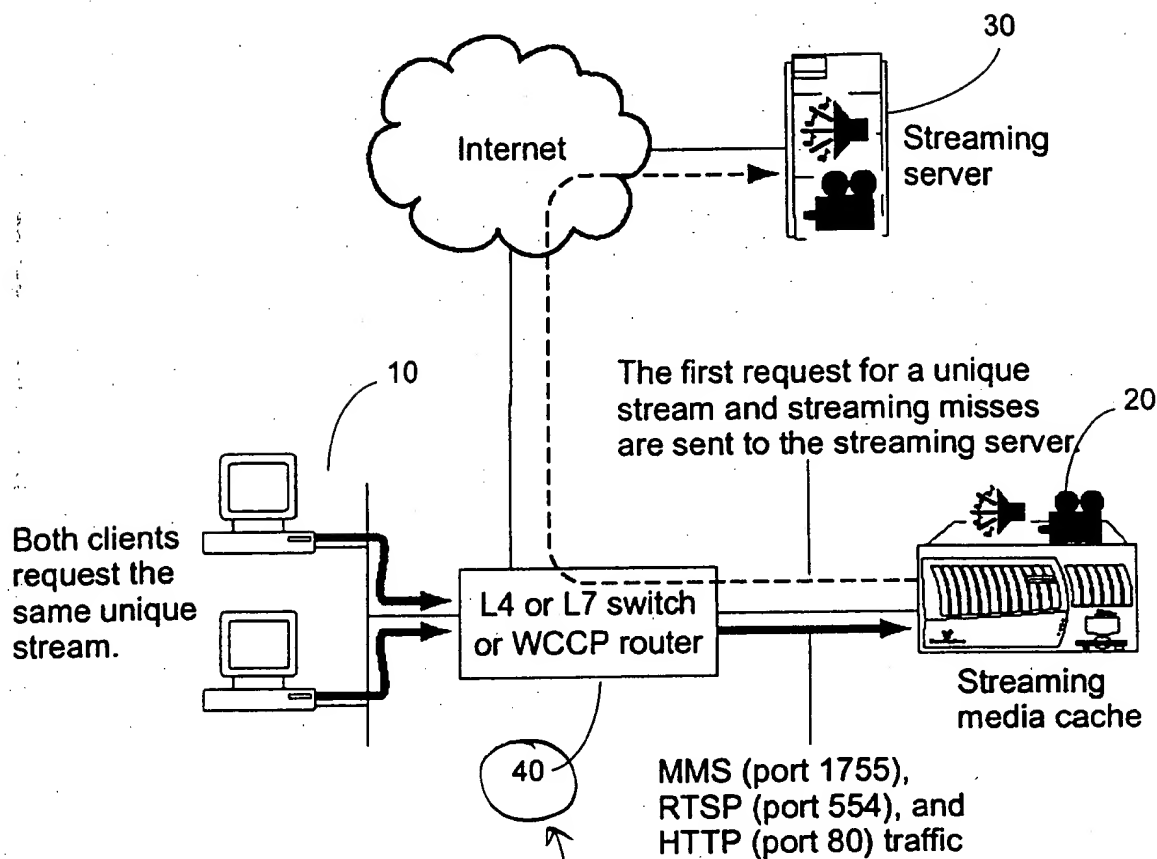 30
Internet
Streaming
server
10
The first request for a unique
stream and streaming misses
are sent to the streaming server.
20
Both clients
request the
same unique
stream.
L4 or L7 switch
or WCCP router
Streaming
media cache
40
MMS (port 1755),
RTSP (port 554), and
HTTP (port 80) traffic